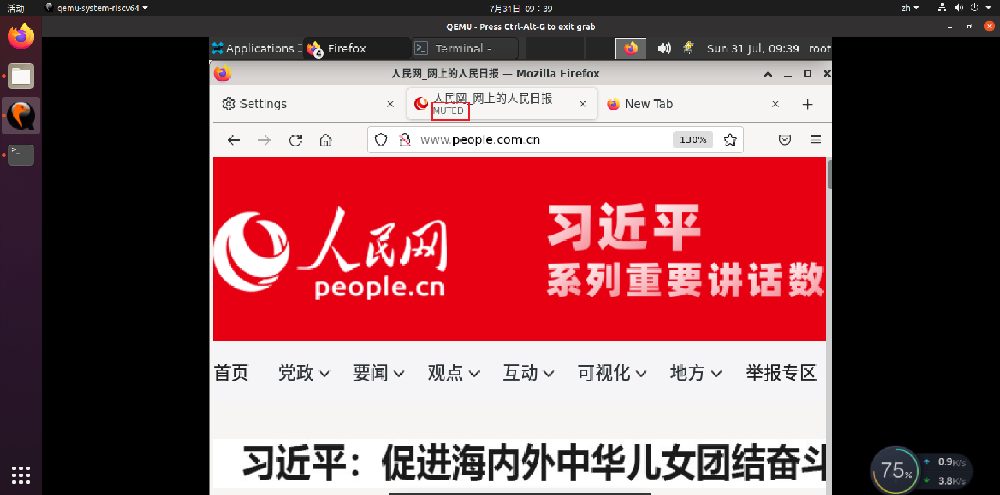 活动 qemu-system-riscv64 7月31日 09：39 zh
QEMU - Press Ctrl-Alt-G to exit grab
Applications 4 Firefox Terminal - Sun 31 Jul, 09:39 root
人民网_网上的人民日报 — Mozilla Firefox
Settings 人民网_网上的人民日报 New Tab
MUTED
www.people.com.cn 130%
人民网 习近平
people.cn 系列重要讲话数
首页 党政 要闻 观点 互动 可视化 地方 举报专区
习近平：促进海内外中华儿女团结奋斗
75% 0.9K/s
3.8K/s